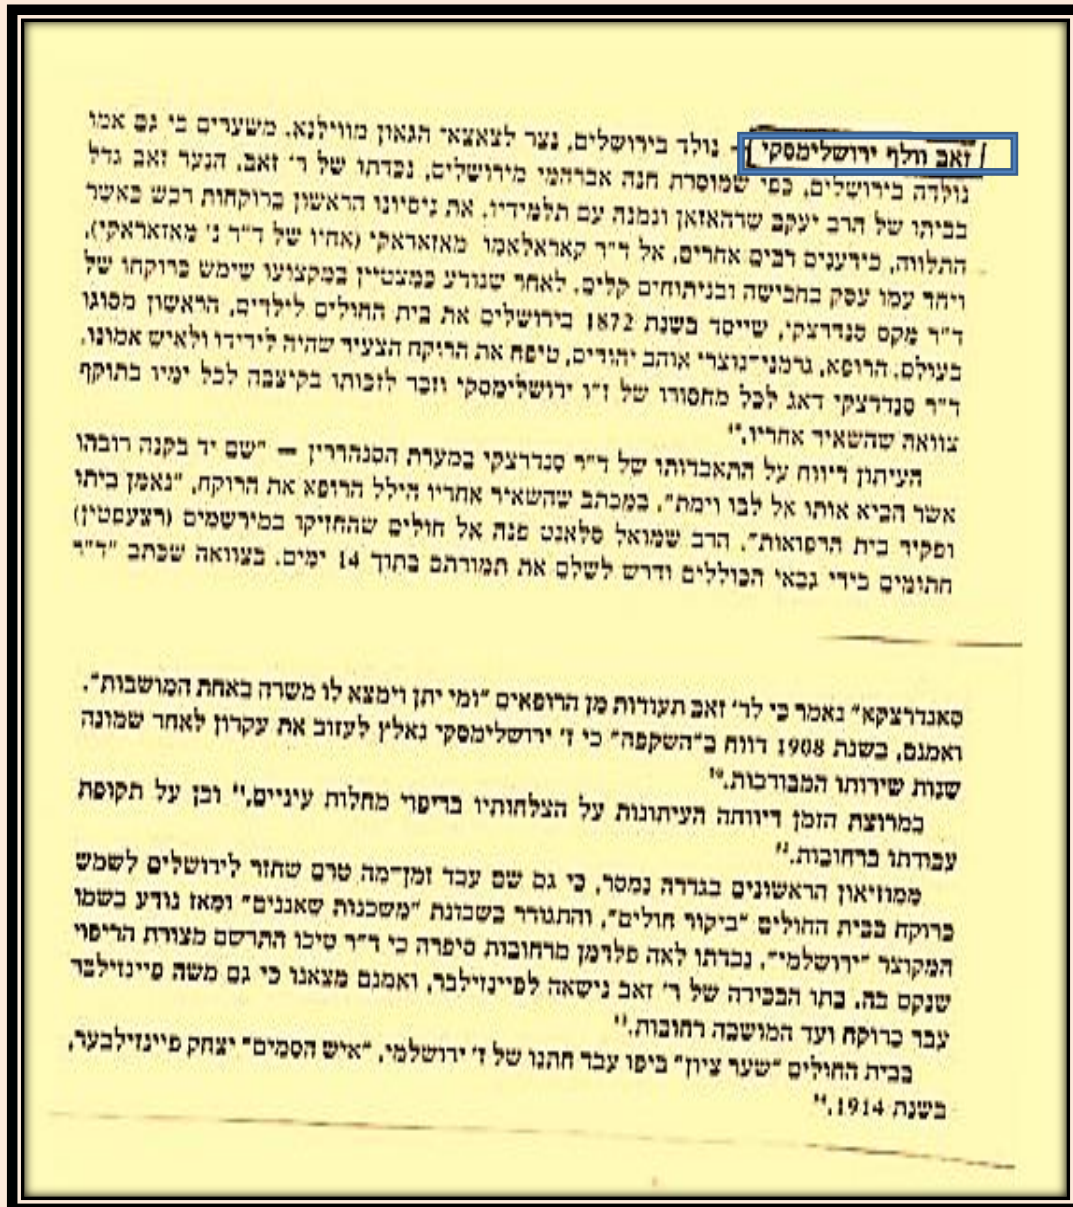 זאב וולף ירושלימסקי — נולד בירושלים, נצר לצאצאי הגאון מווילנא. משערים כי גם אמו
נולדה בירושלים, כפי שמוסרת חנה אברהמי מירושלים, נכדתו של ר' זאב. הנער זאב גדל
בביתו של הרב יעקב שרהאזאן ונמנה עם תלמידיו. את ניסיונו הראשון ברוקחות רכש כאשר
התלווה, כידענים רבים אחרים, אל ד"ר קאראלאמו מאזאראקי (אחיו של ד"ר נ' מאזאראקי),
ויחד עמו עסק בחבישה ובניתוחים קלים. לאחר שנודע כמצטיין במקצועו שימש כרוקחו של
ד"ר מקס סנדרצקי, שייסד בשנת 1872 בירושלים את בית החולים לילדים, הראשון מסוגו
בעולם. הרופא, גרמני־נוצרי אוהב יהודים, טיפח את הרוקח הצעיר שהיה לידידו ולאיש אמונו.
ד"ר סנדרצקי דאג לכל מחסורו של ז"ו ירושלימסקי וזכר לזכותו בקיצבה לכל ימיו בתוקף
צוואה שהשאיר אחריו.
העיתון דיווח על התאבדותו של ד"ר סנדרצקי במערת הסנהדרין — "שם יד בקנה רובהו
אשר הביא אותו אל לבו וימת". במכתב שהשאיר אחריו הילל הרופא את הרוקח, "נאמן ביתו
ופקיד בית הרפואות". הרב שמואל סלאנט פנה אל חולים שהחזיקו במירשמים (רצעפטין)
חתומים בידי גבאי הכוללים ודרש לשלם את תמורתם בתוך 14 ימים. בצוואה שכתב "ד"ר
סאנדרצקא" נאמר כי לר' זאב תעודות מן הרופאים "ומי יתן וימצא לו משרה באחת המושבות".
ואמנם, בשנת 1908 דווח ב"השקפה" כי ז' ירושלימסקי נאלץ לעזוב את עקרון לאחר שמונה
שנות שירותו המבורכות.
במרוצת הזמן דיווחה העיתונות על הצלחותיו בריפוי מחלות עיניים, וכן על תקופת
עבודתו ברחובות.
ממוזיאון הראשונים בגדרה נמסר, כי גם שם עבד זמן־מה טרם שחזר לירושלים לשמש
כרוקח בבית החולים "ביקור חולים", והתגורר בשכונת "משכנות שאננים" ומאז נודע בשמו
המקוצר "ירושלמי". נכדתו לאה פלדמן מרחובות סיפרה כי ד"ר טיכו התרשם מצורת הריפוי
שנקט בה. בתו הבכירה של ר' זאב נישאה לפיינזילבר, ואמנם מצאנו כי גם משה פיינזילבר
עבד כרוקח ועד המושבה רחובות.
בבית החולים "שער ציון" ביפו עבד חתנו של ז' ירושלמי, "איש הסמים" יצחק פיינזילבער,
בשנת 1914.